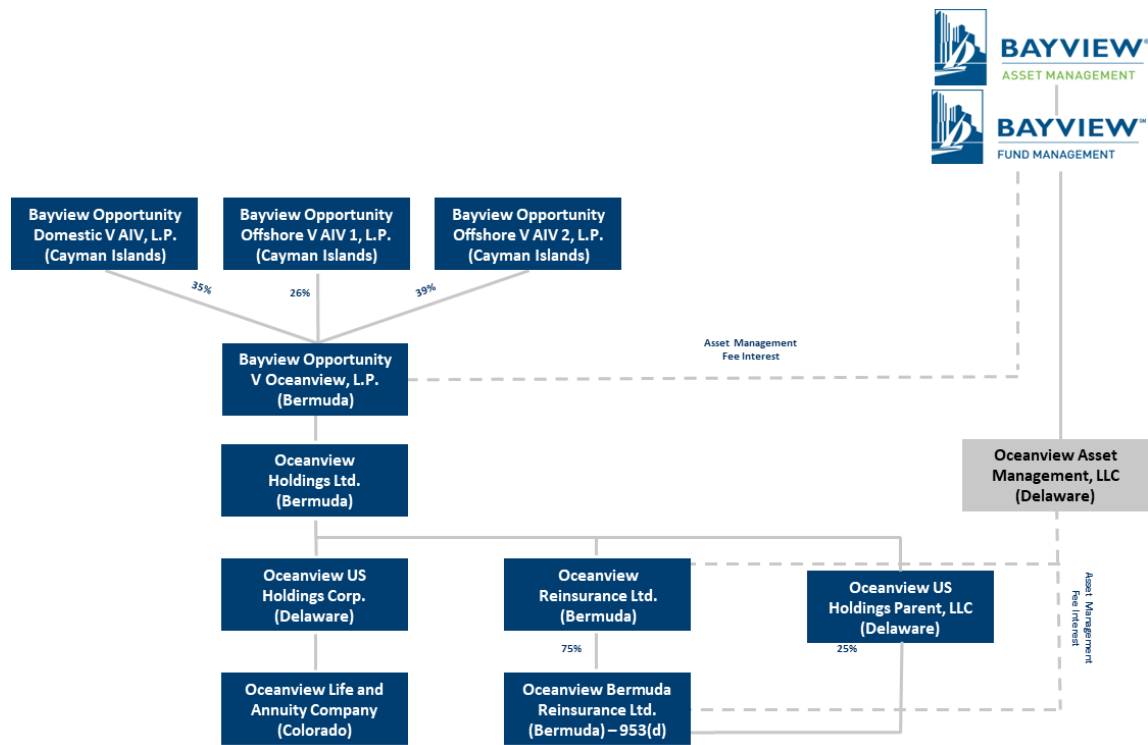 BAYVIEW®
ASSET MANAGEMENT
BAYVIEW℠
FUND MANAGEMENT
Bayview Opportunity
Domestic V AIV, L.P.
(Cayman Islands)
Bayview Opportunity
Offshore V AIV 1, L.P.
(Cayman Islands)
Bayview Opportunity
Offshore V AIV 2, L.P.
(Cayman Islands)
35%
26%
39%
Asset Management
Fee Interest
Bayview Opportunity
V Oceanview, L.P.
(Bermuda)
Oceanview
Holdings Ltd.
(Bermuda)
Oceanview Asset
Management, LLC
(Delaware)
Oceanview US
Holdings Corp.
(Delaware)
Oceanview
Reinsurance Ltd.
(Bermuda)
Oceanview US
Holdings Parent, LLC
(Delaware)
Asset Management
Fee Interest
75%
25%
Oceanview Life and
Annuity Company
(Colorado)
Oceanview Bermuda
Reinsurance Ltd.
(Bermuda) – 953(d)